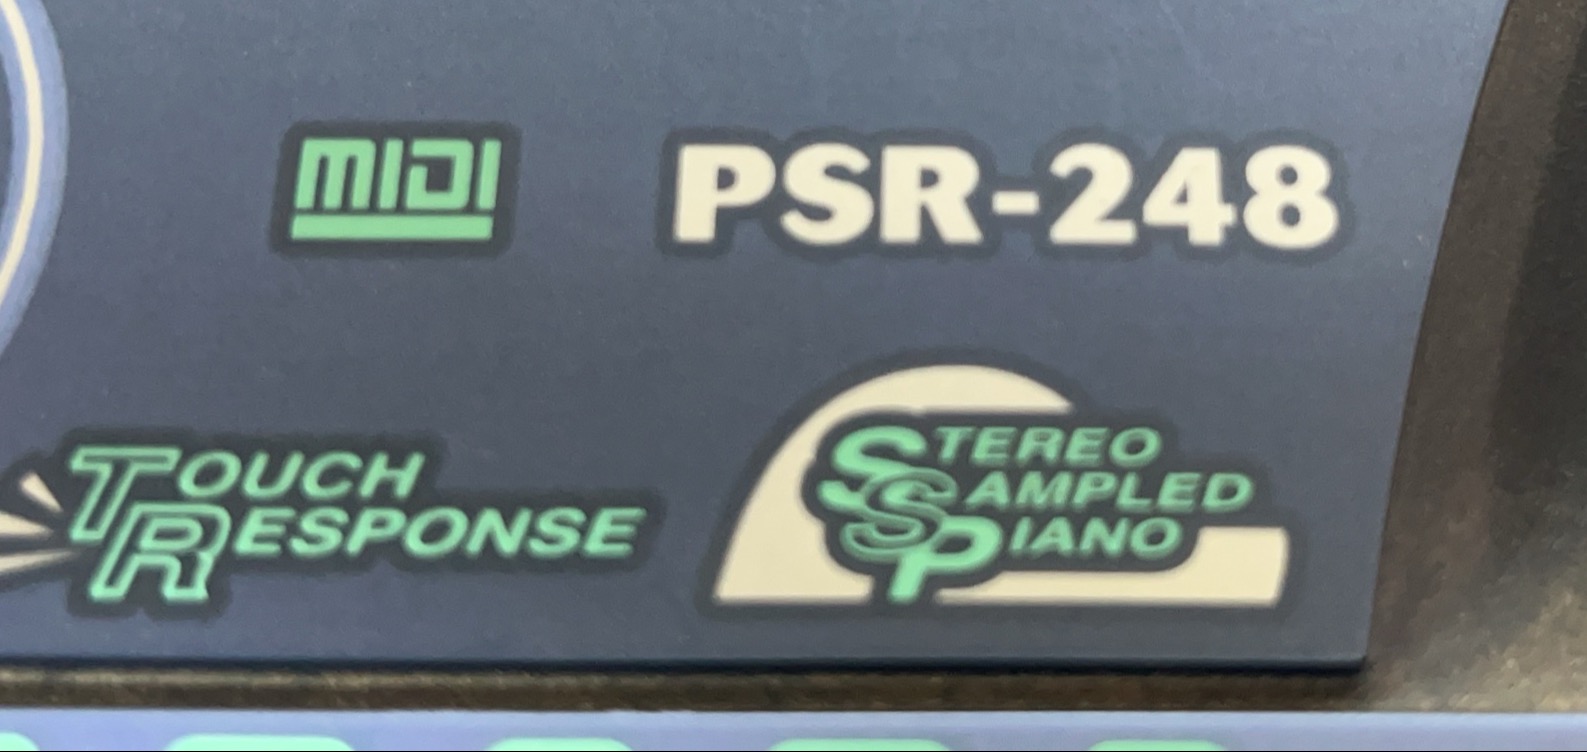 MIDI PSR-248
TOUCH
RESPONSE
STEREO
SAMPLED
PIANO